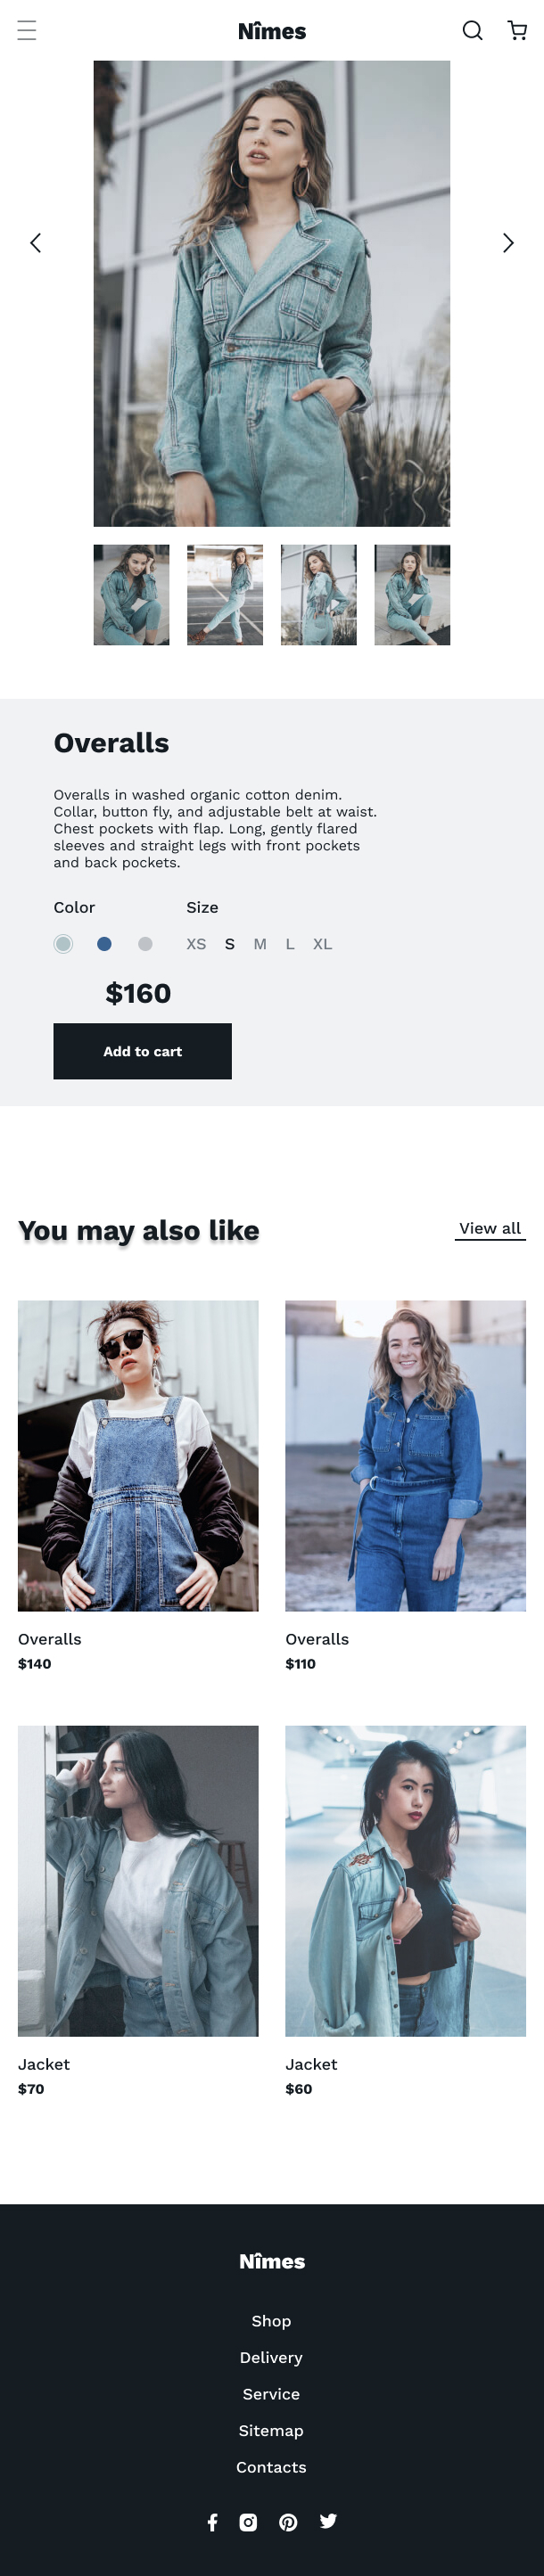 Nîmes
Overalls
Overalls in washed organic cotton denim.
Collar, button fly, and adjustable belt at waist.
Chest pockets with flap. Long, gently flared
sleeves and straight legs with front pockets
and back pockets.
Color Size
XS S M L XL
$160
Add to cart
You may also like View all
Overalls Overalls
$140 $110
Jacket Jacket
$70 $60
Nîmes
Shop
Delivery
Service
Sitemap
Contacts